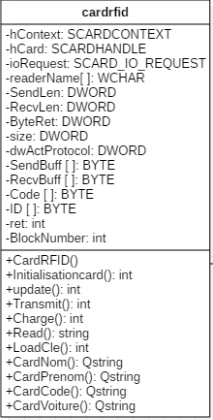 cardrfid
-hContext: SCARDCONTEXT
-hCard: SCARDHANDLE
-ioRequest: SCARD_IO_REQUEST
-readerName[ ]: WCHAR
-SendLen: DWORD
-RecvLen: DWORD
-ByteRet: DWORD
-size: DWORD
-dwActProtocol: DWORD
-SendBuff [ ]: BYTE
-RecvBuff [ ]: BYTE
-Code [ ]: BYTE
-ID [ ]: BYTE
-ret: int
-BlockNumber: int
+CardRFID()
+Initialisationcard(): int
+update(): int
+Transmit(): int
+Charge(): int
+Read(): string
+LoadCle(): int
+CardNom(): Qstring
+CardPrenom(): Qstring
+CardCode(): Qstring
+CardVoiture(): Qstring